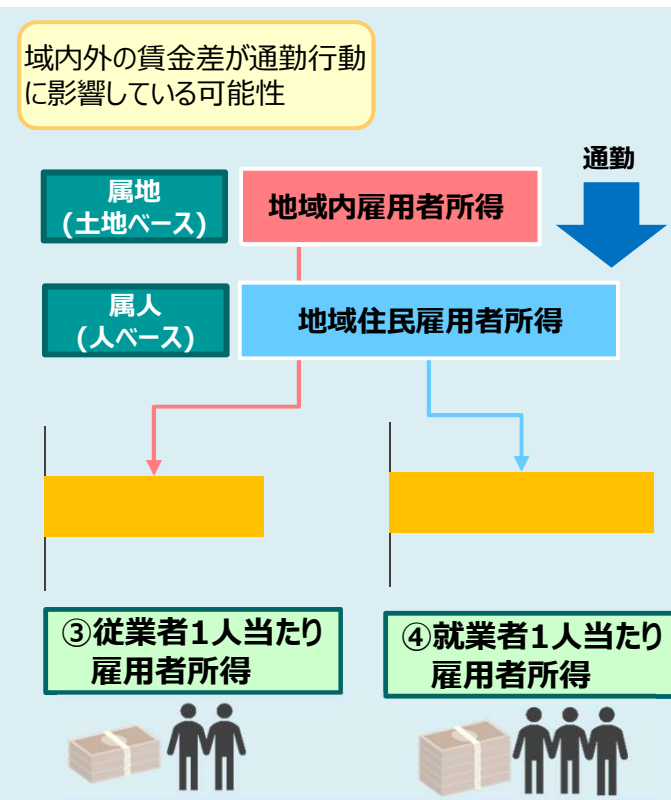 域内外の賃金差が通勤行動
に影響している可能性
通勤
属地
(土地ベース)
地域内雇用者所得
属人
(人ベース)
地域住民雇用者所得
③従業者1人当たり
雇用者所得
④就業者1人当たり
雇用者所得